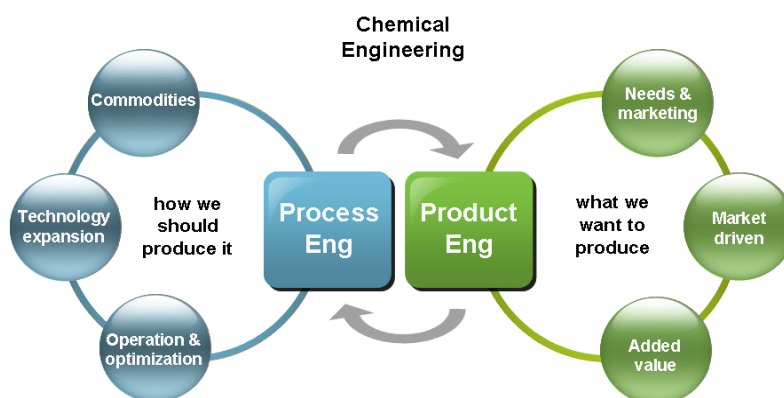 Chemical
Engineering
Commodities
Technology
expansion
Operation &
optimization
how we
should
produce it
Process
Eng
Product
Eng
what we
want to
produce
Needs &
marketing
Market
driven
Added
value